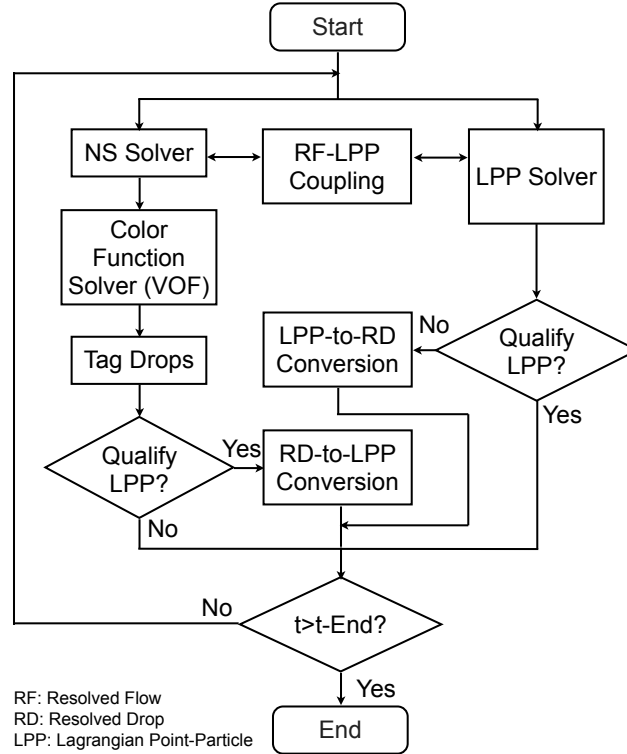 Start
NS Solver
RF-LPP
Coupling
LPP Solver
Color
Function
Solver (VOF)
LPP-to-RD
Conversion
No
Qualify
LPP?
Tag Drops
Yes
Qualify
LPP?
Yes
RD-to-LPP
Conversion
No
No
t>t-End?
Yes
RF: Resolved Flow
RD: Resolved Drop
LPP: Lagrangian Point-Particle
End